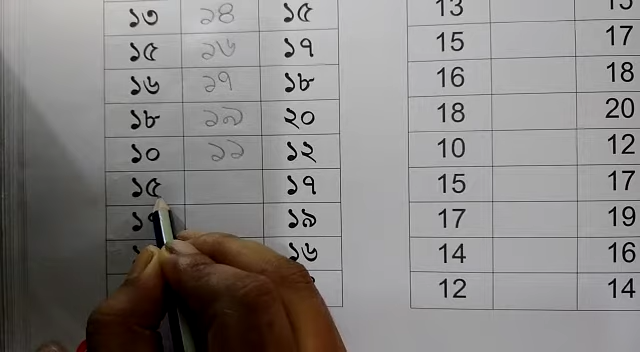 ১৩ ১৪ ১৫ 13 15
১৫ ১৬ ১৭ 15 17
১৬ ১৭ ১৮ 16 18
১৮ ১৯ ২০ 18 20
১০ ১১ ১২ 10 12
১৫ ১৭ 15 17
১৭ ১৯ 17 19
১৬ 14 16
12 14